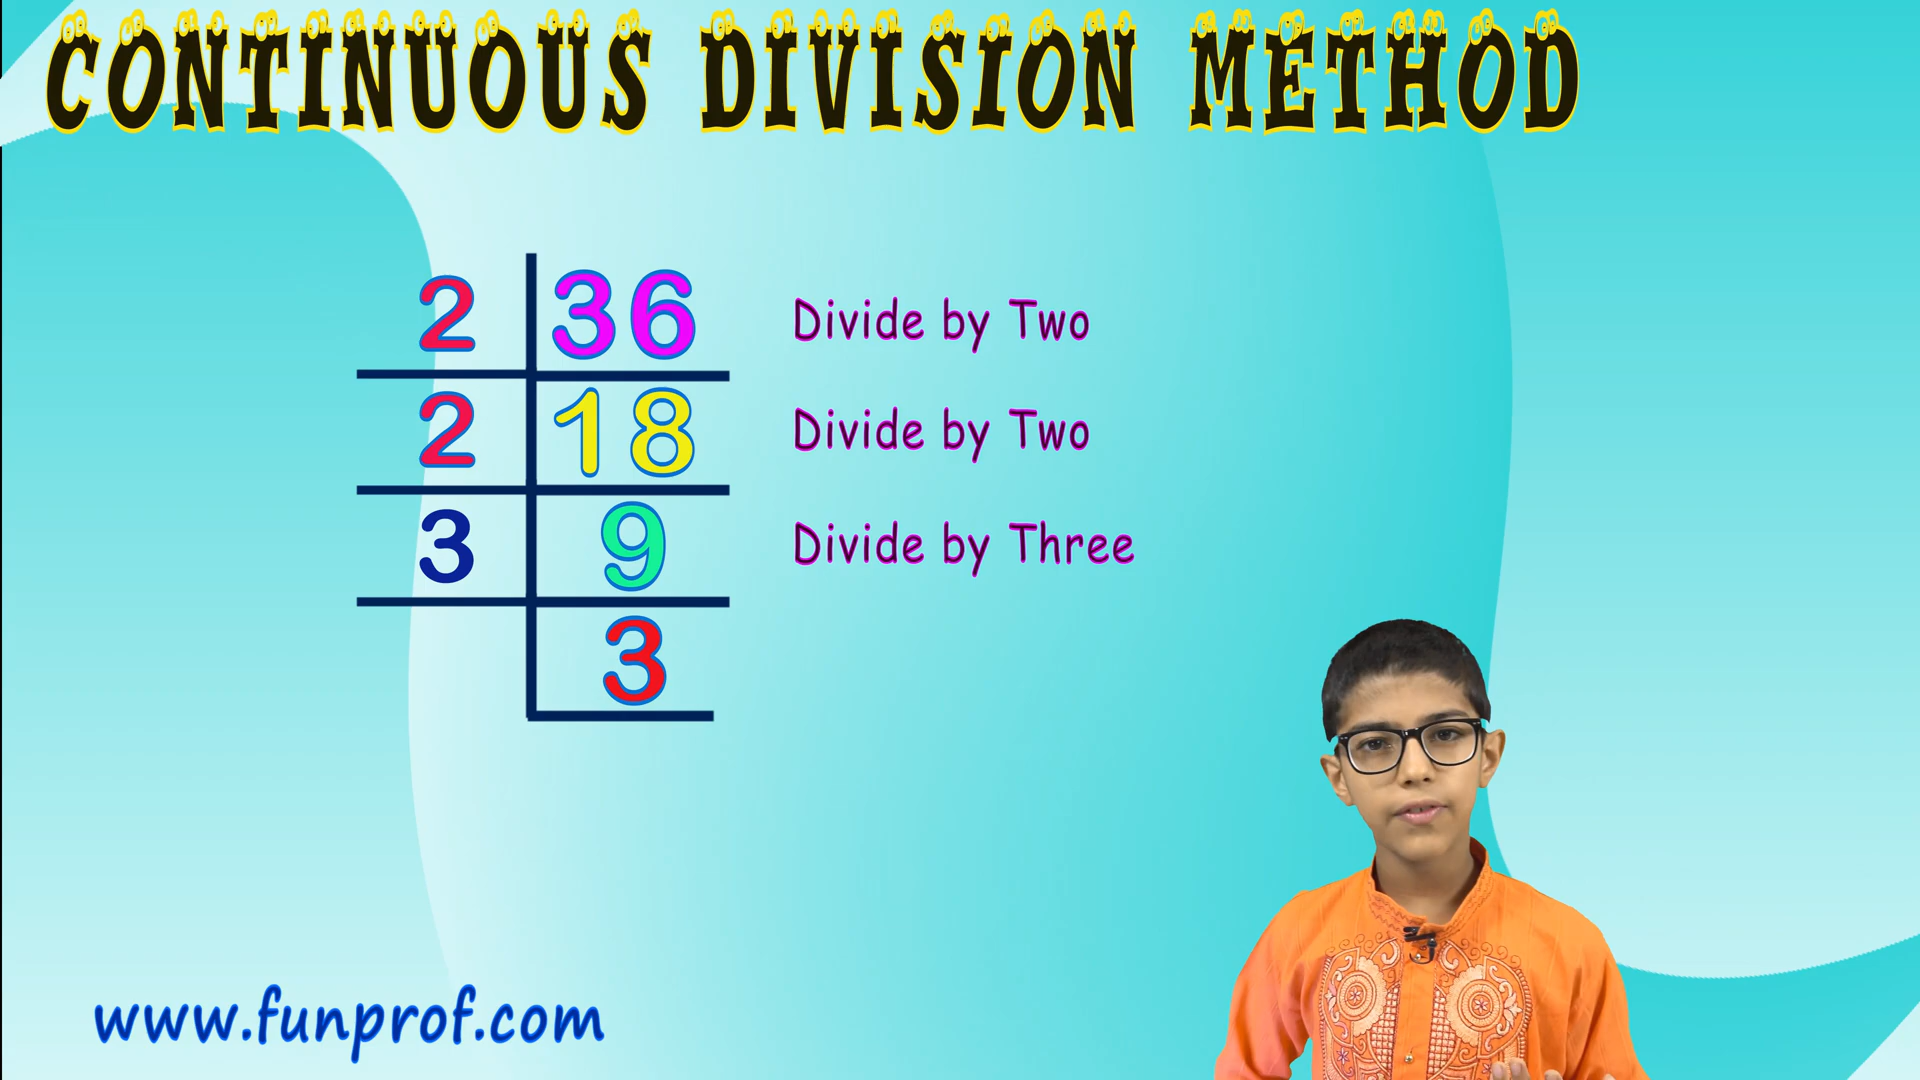 CONTINUOUS DIVISION METHOD
2 36 Divide by Two
2 18 Divide by Two
3 9 Divide by Three
3
www.funprof.com